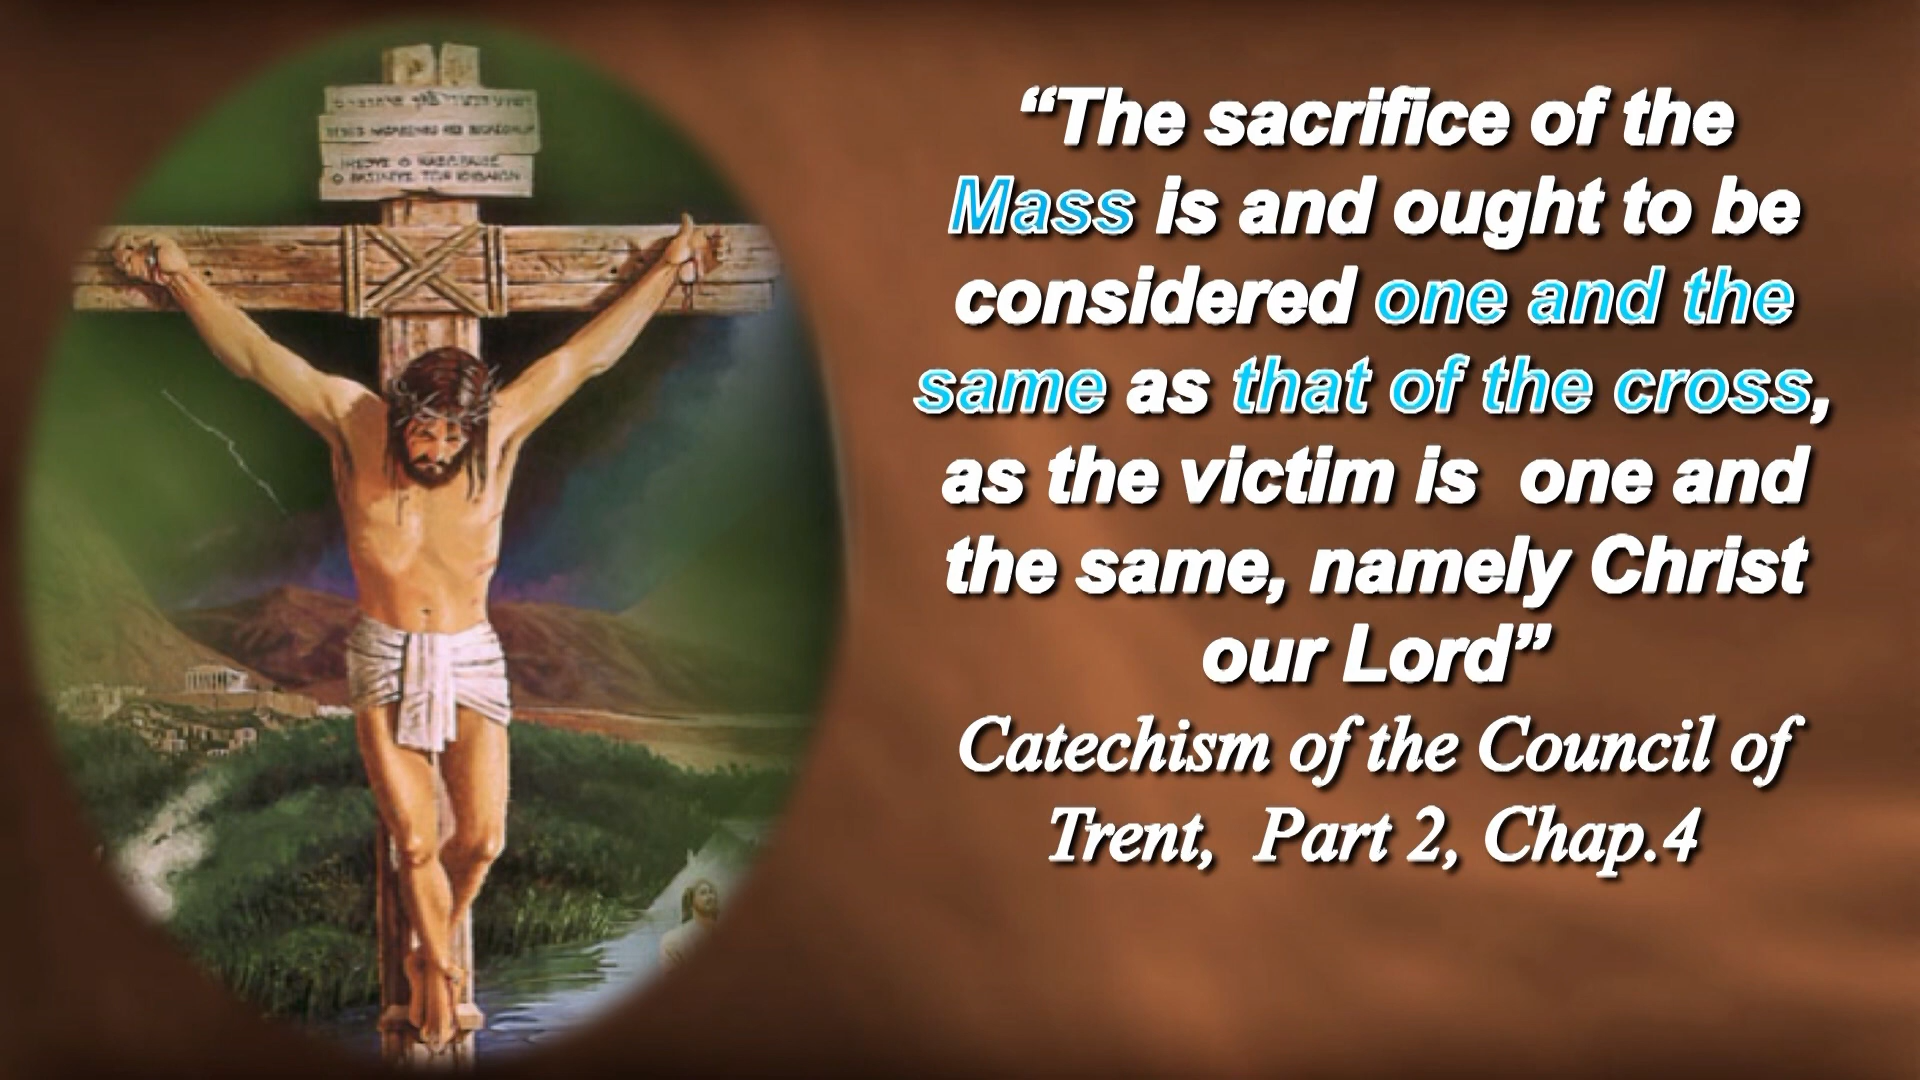 “The sacrifice of the
Mass is and ought to be
considered one and the
same as that of the cross,
as the victim is one and
the same, namely Christ
our Lord”
Catechism of the Council of
Trent, Part 2, Chap.4